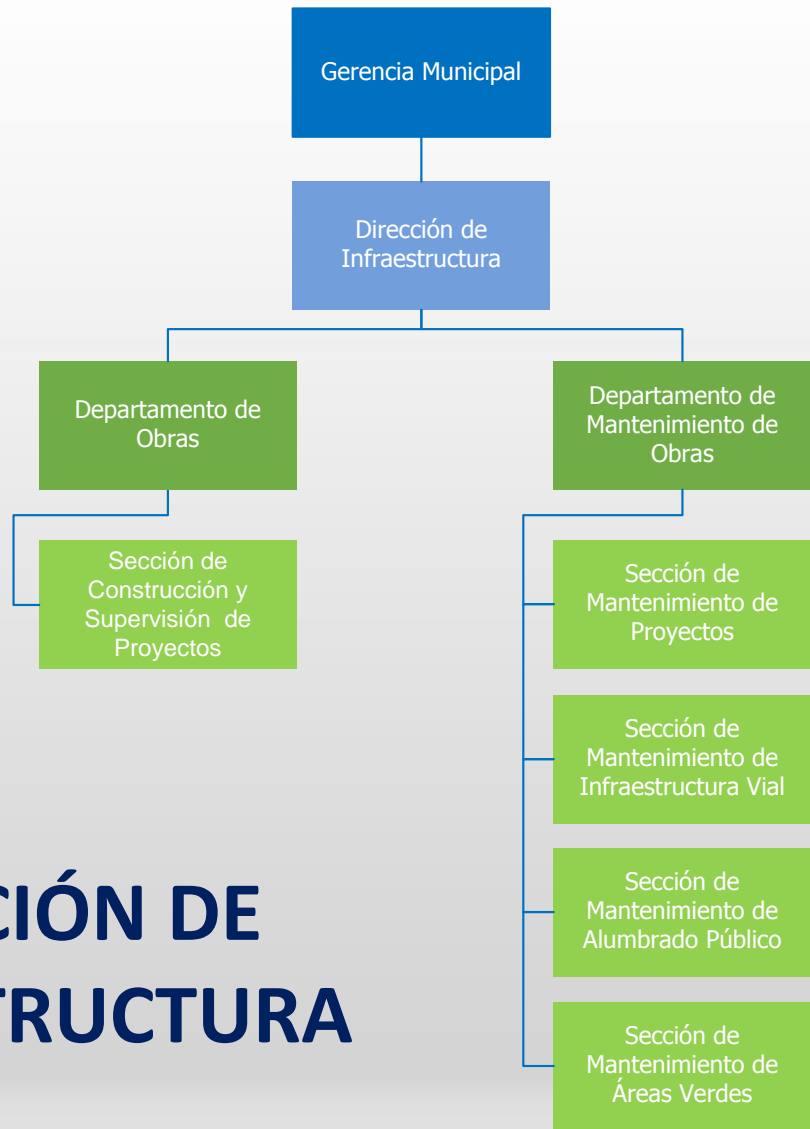 Gerencia Municipal
Dirección de
Infraestructura
Departamento de
Obras
Departamento de
Mantenimiento de
Obras
Sección de
Construcción y
Supervisión de
Proyectos
Sección de
Mantenimiento de
Proyectos
Sección de
Mantenimiento de
Infraestructura Vial
Sección de
Mantenimiento de
Alumbrado Público
Sección de
Mantenimiento de
Áreas Verdes
CIÓN DE
TRUCTURA